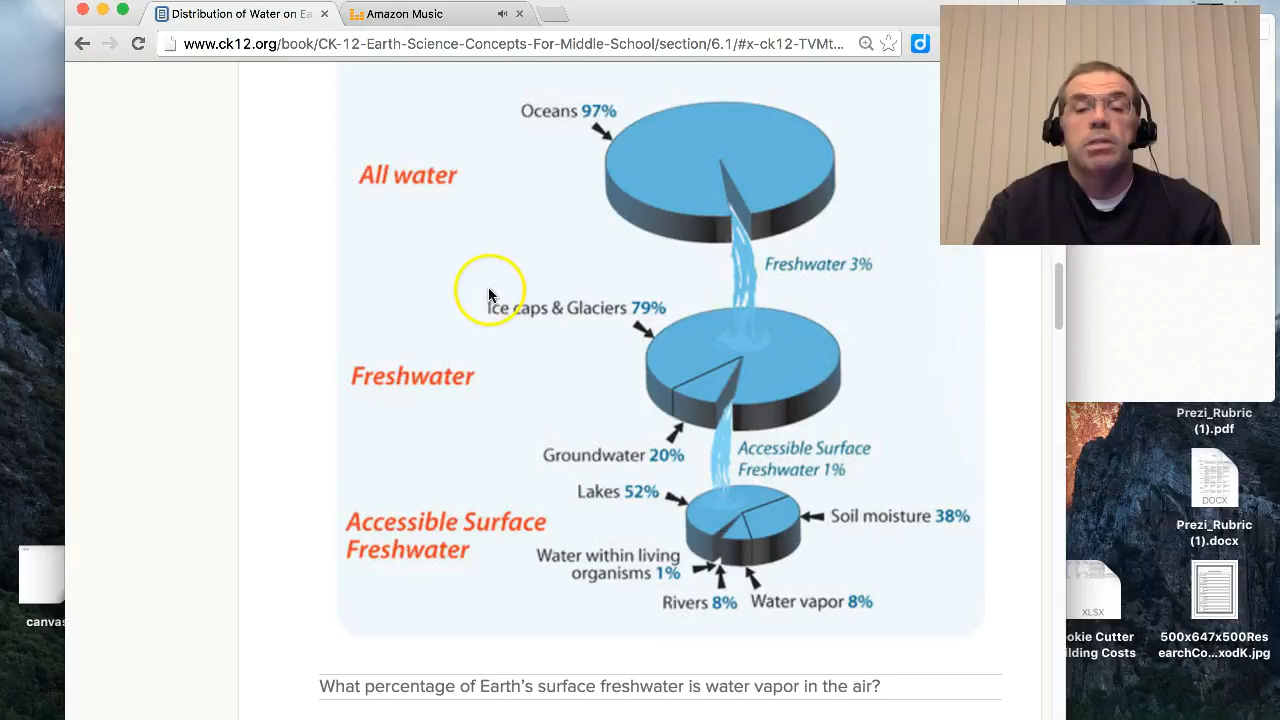 Distribution of Water on Ea
Amazon Music
www.ck12.org/book/CK-12-Earth-Science-Concepts-For-Middle-School/section/6.1/#x-ck12-TVMt...
d
Oceans 97%
All water
Freshwater 3%
Ice caps & Glaciers 79%
Freshwater
Groundwater 20%
Accessible Surface
Freshwater 1%
Lakes 52%
Soil moisture 38%
Accessible Surface
Freshwater
Water within living
organisms 1%
Rivers 8%
Water vapor 8%
What percentage of Earth's surface freshwater is water vapor in the air?
Prezi_Rubric
(1).pdf
DOCX
Prezi_Rubric
(1).docx
XLSX
okie Cutter
ilding Costs
500x647x500Res
earchCo...xodK.jpg
canvas